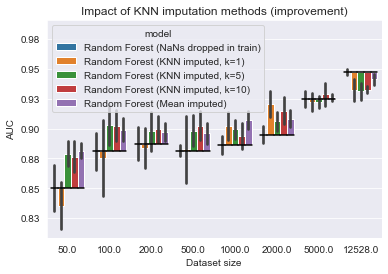 Impact of KNN imputation methods (improvement)
model
Random Forest (NaNs dropped in train)
Random Forest (KNN imputed, k=1)
Random Forest (KNN imputed, k=5)
Random Forest (KNN imputed, k=10)
Random Forest (Mean imputed)
AUC
0.98
0.95
0.93
0.90
0.88
0.85
0.83
50.0 100.0 200.0 500.0 1000.0 2000.0 5000.0 12528.0
Dataset size